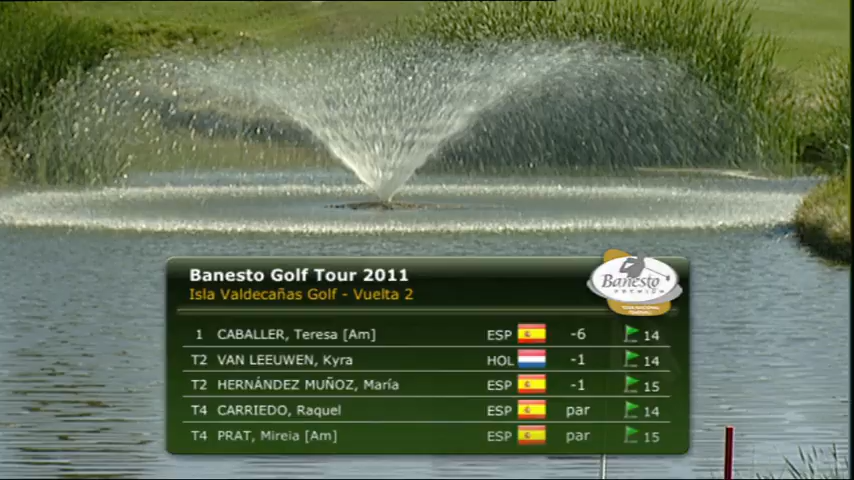 Banesto Golf Tour 2011
Isla Valdecañas Golf - Vuelta 2
Banesto
PREMIUM
1 CABALLER, Teresa [Am] ESP -6 14
T2 VAN LEEUWEN, Kyra HOL -1 14
T2 HERNÁNDEZ MUÑOZ, María ESP -1 15
T4 CARRIEDO, Raquel ESP par 14
T4 PRAT, Mireia [Am] ESP par 15